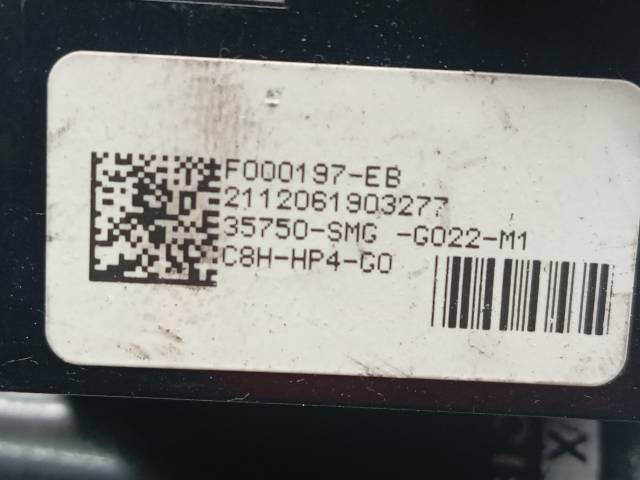 F000197-EB
2112061903277
35750-SMG -G022-M1
C8H-HP4-G0
X